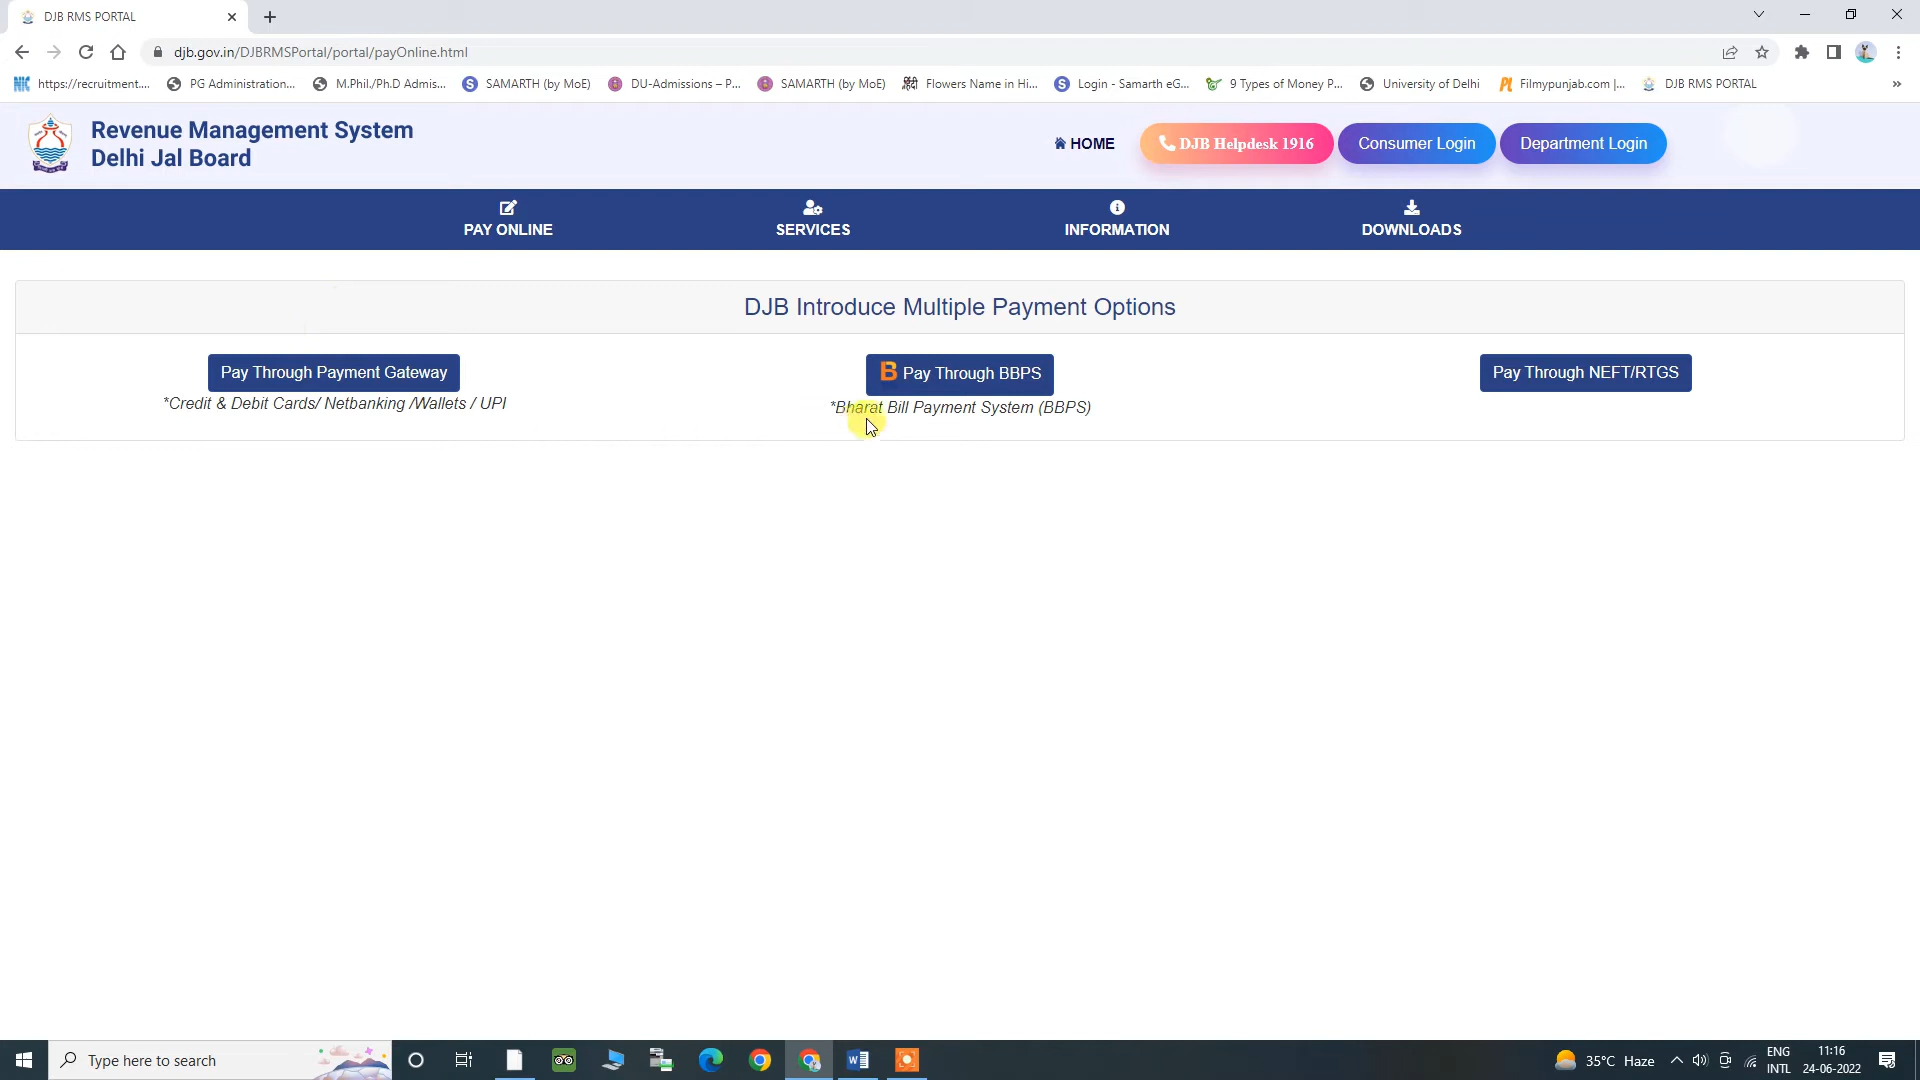 DJB RMS PORTAL
djb.gov.in/DJBRMSPortal/portal/payOnline.html
https://recruitment.... PG Administration... M.Phil./Ph.D Admis... SAMARTH (by MoE) DU-Admissions – P... SAMARTH (by MoE) Flowers Name in Hi... Login - Samarth eG... 9 Types of Money P... University of Delhi Filmypunjab.com |... DJB RMS PORTAL »
Revenue Management System
Delhi Jal Board
HOME DJB Helpdesk 1916 Consumer Login Department Login
PAY ONLINE SERVICES INFORMATION DOWNLOADS
DJB Introduce Multiple Payment Options
Pay Through Payment Gateway B Pay Through BBPS Pay Through NEFT/RTGS
*Credit & Debit Cards/ Netbanking /Wallets / UPI *Bharat Bill Payment System (BBPS)
Type here to search 35°C Haze ENG 11:16
INTL 24-06-2022